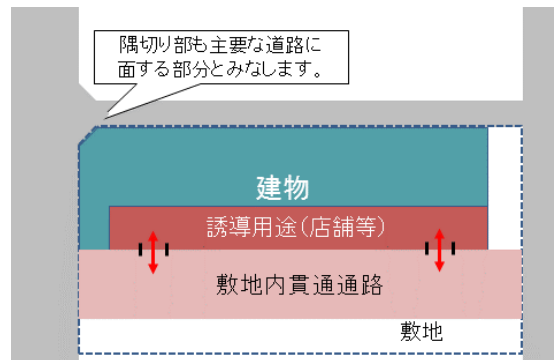 隅切り部も主要な道路に
面する部分とみなします。
建物
誘導用途(店舗等)
敷地内貫通通路
敷地